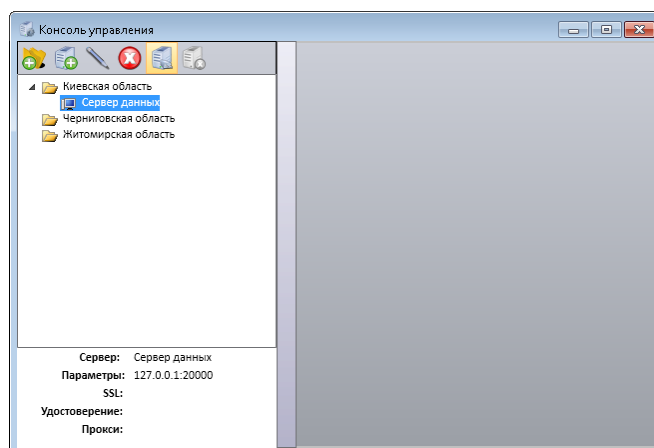 Консоль управления
Киевская область
Сервер данных
Черниговская область
Житомирская область
Сервер: Сервер данных
Параметры: 127.0.0.1:20000
SSL:
Удостоверение:
Прокси: